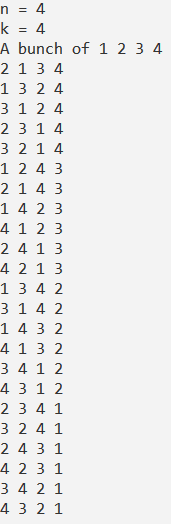 n = 4
k = 4
A bunch of 1 2 3 4
2 1 3 4
1 3 2 4
3 1 2 4
2 3 1 4
3 2 1 4
1 2 4 3
2 1 4 3
1 4 2 3
4 1 2 3
2 4 1 3
4 2 1 3
1 3 4 2
3 1 4 2
1 4 3 2
4 1 3 2
3 4 1 2
4 3 1 2
2 3 4 1
3 2 4 1
2 4 3 1
4 2 3 1
3 4 2 1
4 3 2 1